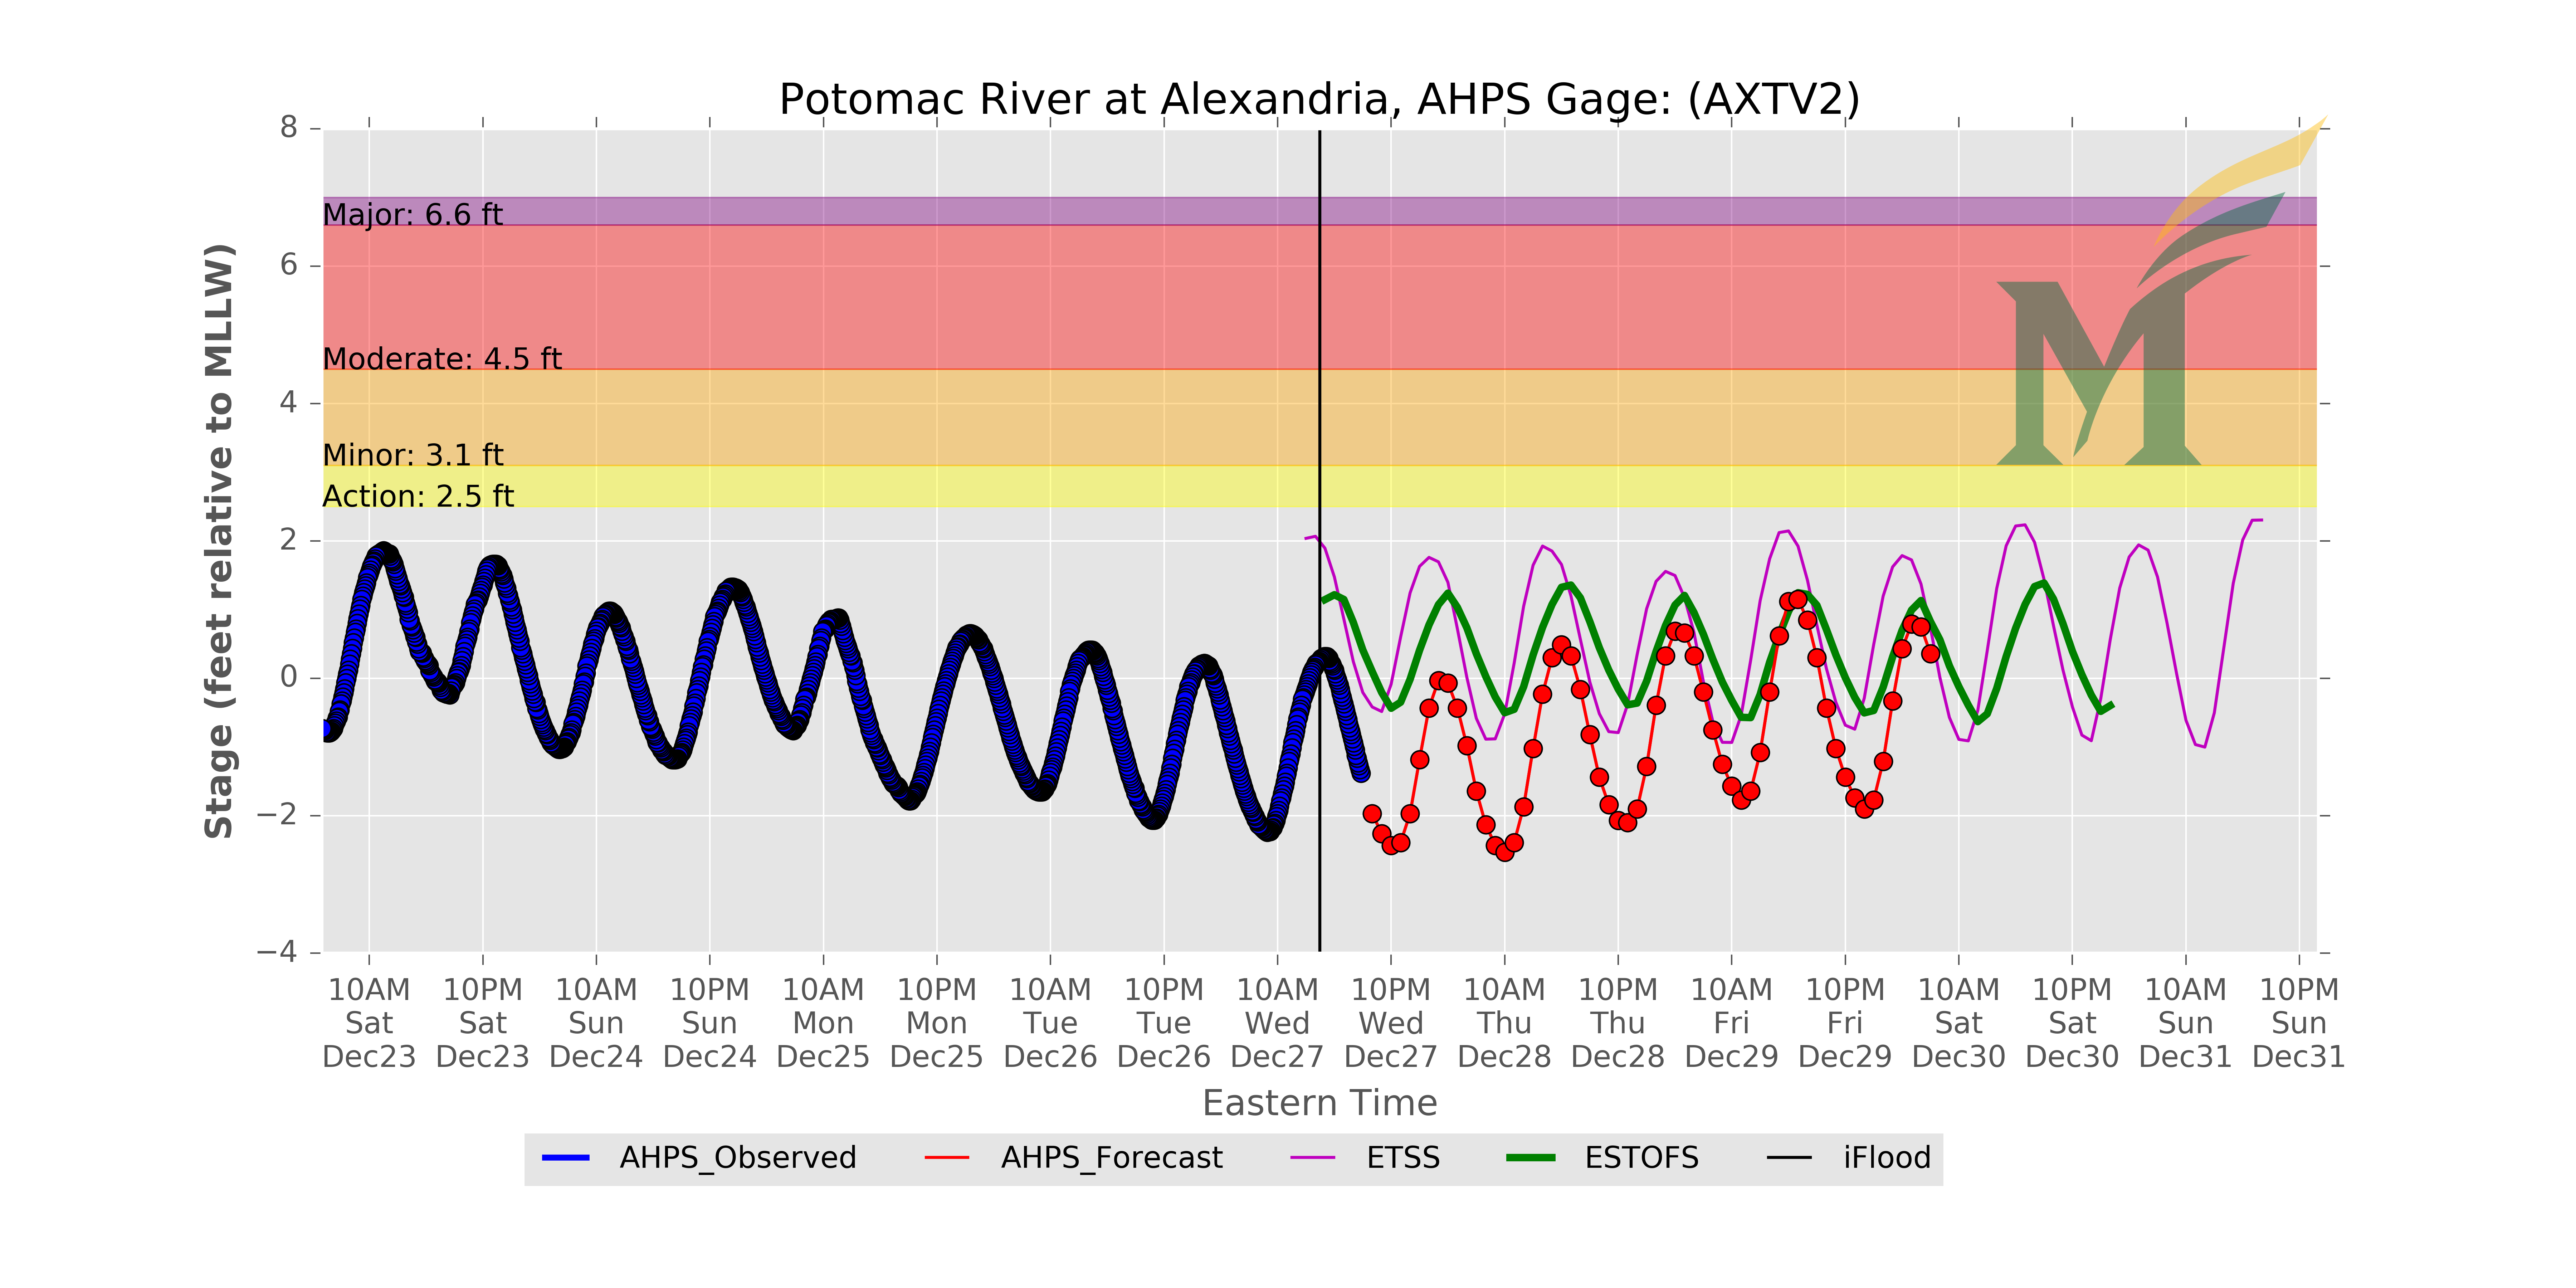 Potomac River at Alexandria, AHPS Gage: (AXTV2)
Stage (feet relative to MLLW)
8
6
4
2
0
−2
−4
Major: 6.6 ft
Moderate: 4.5 ft
Minor: 3.1 ft
Action: 2.5 ft
M
10AM 10PM 10AM 10PM 10AM 10PM 10AM 10PM 10AM 10PM 10AM 10PM 10AM 10PM 10AM 10PM 10AM 10PM
Sat Sat Sun Sun Mon Mon Tue Tue Wed Wed Thu Thu Fri Fri Sat Sat Sun Sun
Dec23 Dec23 Dec24 Dec24 Dec25 Dec25 Dec26 Dec26 Dec27 Dec27 Dec28 Dec28 Dec29 Dec29 Dec30 Dec30 Dec31 Dec31
Eastern Time
AHPS_Observed AHPS_Forecast ETSS ESTOFS iFlood